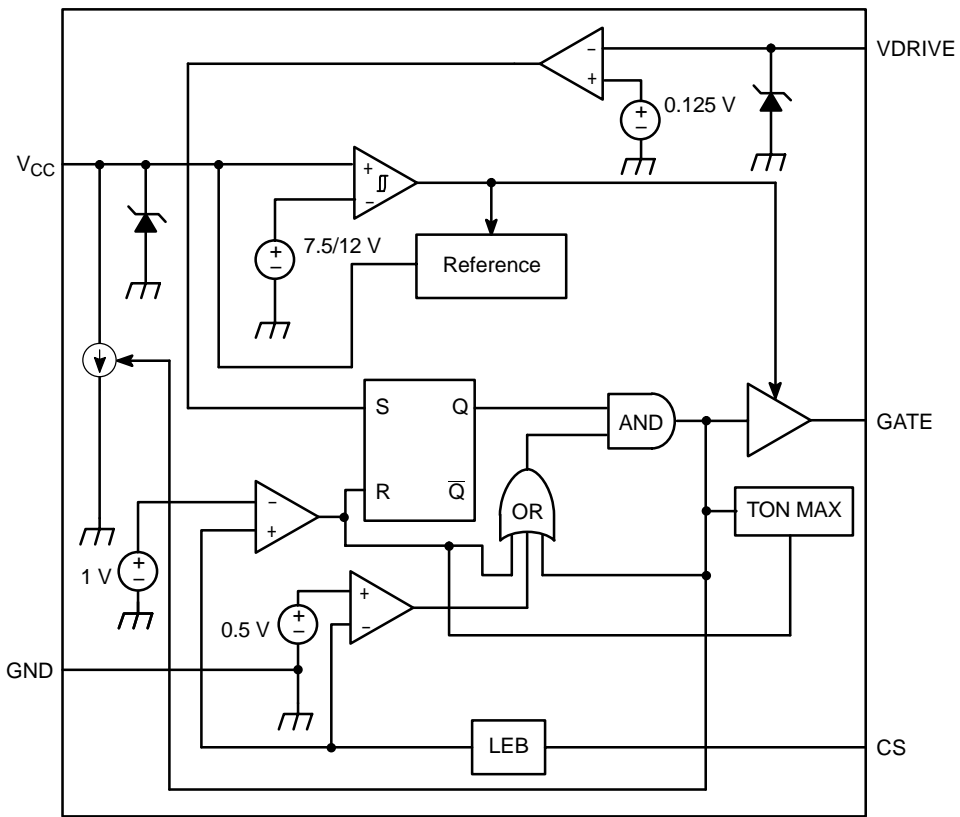 VDRIVE
−
+
0.125 V
+
−
VCC
+
−
7.5/12 V
+
−
Reference
S
Q
AND
GATE
R
Q̅
OR
TON MAX
−
+
1 V
+
−
+
−
0.5 V
+
−
GND
LEB
CS